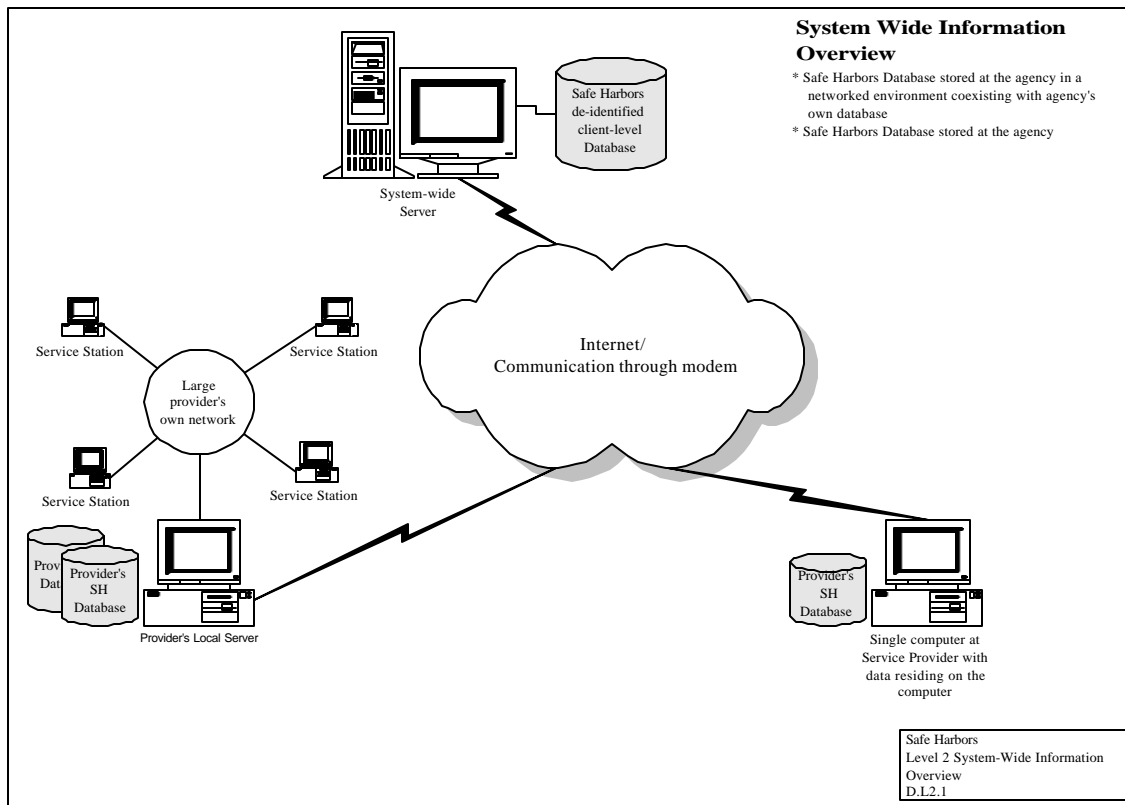 System Wide Information
Overview
* Safe Harbors Database stored at the agency in a
networked environment coexisting with agency's
own database
* Safe Harbors Database stored at the agency
Safe Harbors
de-identified
client-level
Database
System-wide
Server
Internet/
Communication through modem
Service Station
Service Station
Large
provider's
own network
Service Station
Service Station
Provider's
SH
Database
Provider's Local Server
Provider's
SH
Database
Single computer at
Service Provider with
data residing on the
computer
Safe Harbors
Level 2 System-Wide Information
Overview
D.L2.1